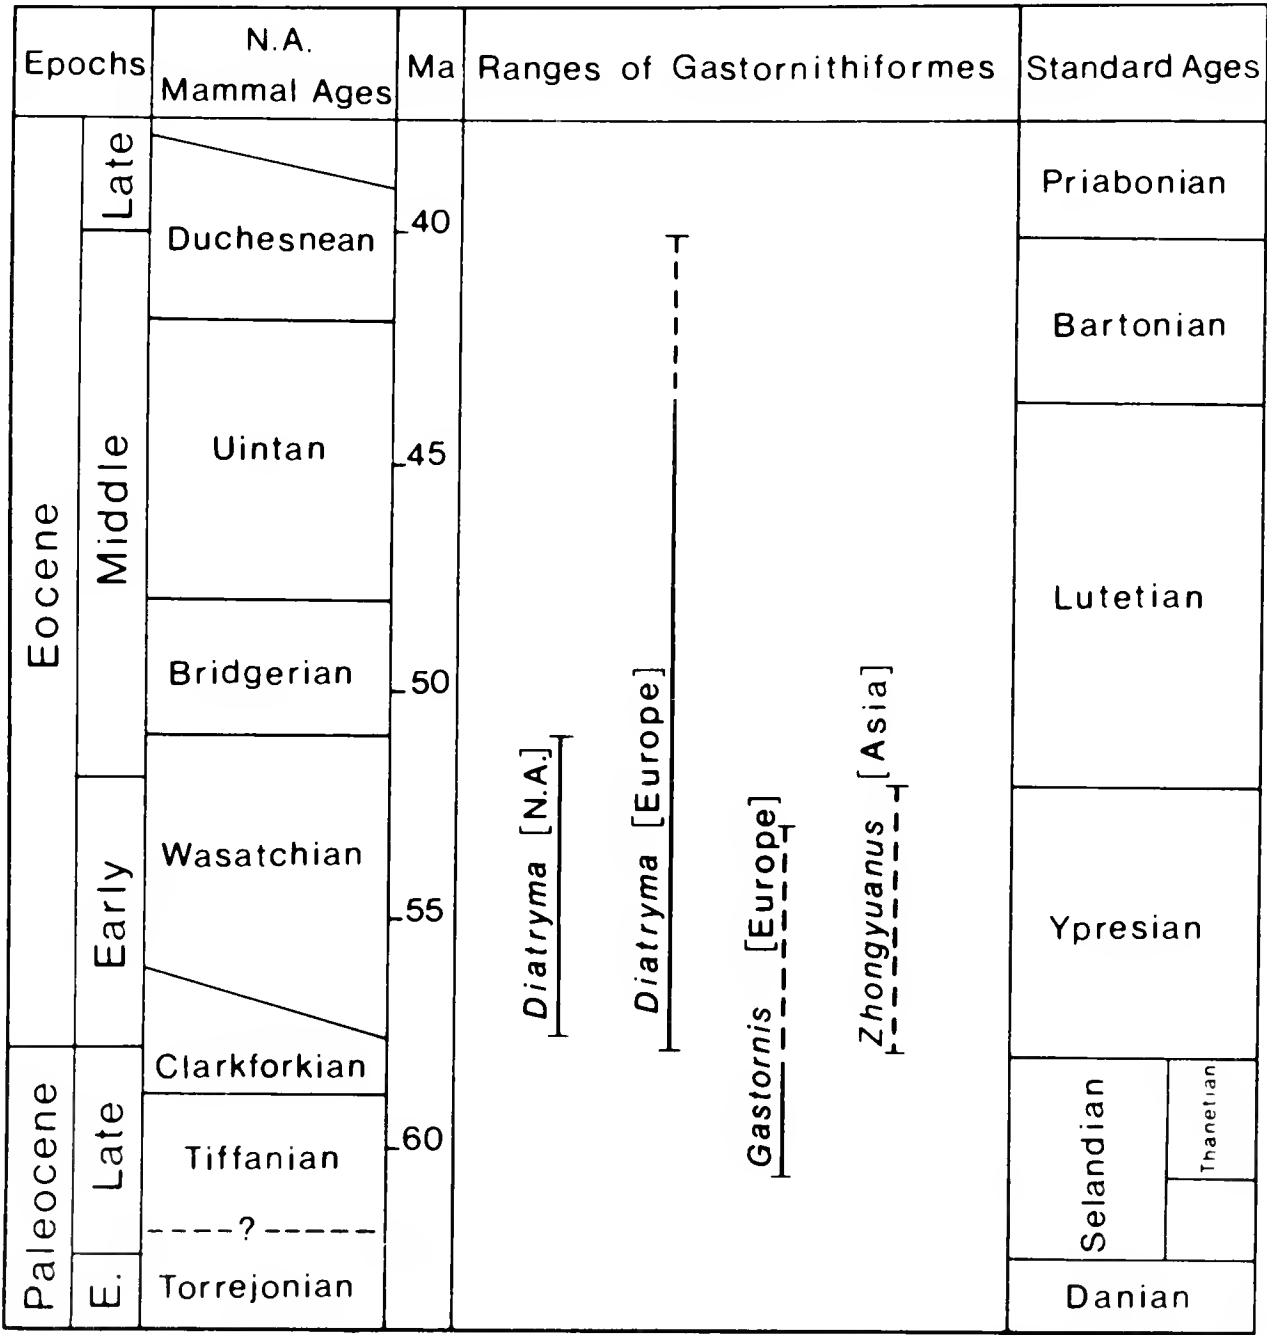 Epochs
N.A.
Mammal Ages
Ma
Ranges of Gastornithiformes
Standard Ages
Eocene
Late
Middle
Early
Paleocene
Late
E.
Duchesnean
Uintan
Bridgerian
Wasatchian
Clarkforkian
Tiffanian
?
Torrejonian
40
45
50
55
60
Diatryma [N.A.]
Diatryma [Europe]
Gastornis [Europe]
Zhongyuanus [Asia]
Priabonian
Bartonian
Lutetian
Ypresian
Selandian
Thanetian
Danian